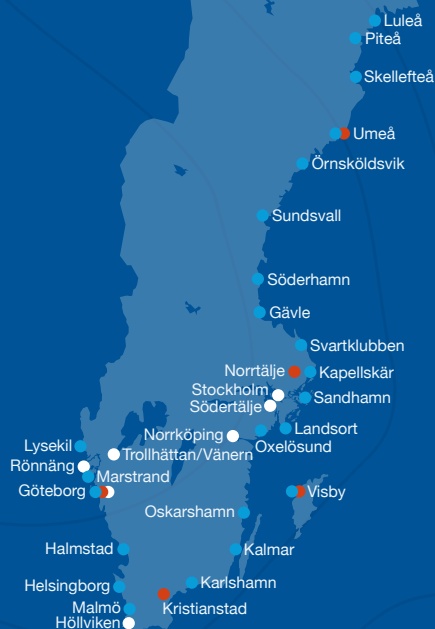 Luleå
Piteå
Skellefteå
Umeå
Örnsköldsvik
Sundsvall
Söderhamn
Gävle
Svartklubben
Norrtälje
Kapellskär
Stockholm
Sandhamn
Södertälje
Landsort
Norrköping
Oxelösund
Lysekil
Trollhättan/Vänern
Rönnäng
Marstrand
Göteborg
Visby
Oskarshamn
Halmstad
Kalmar
Helsingborg
Karlshamn
Malmö
Kristianstad
Höllviken